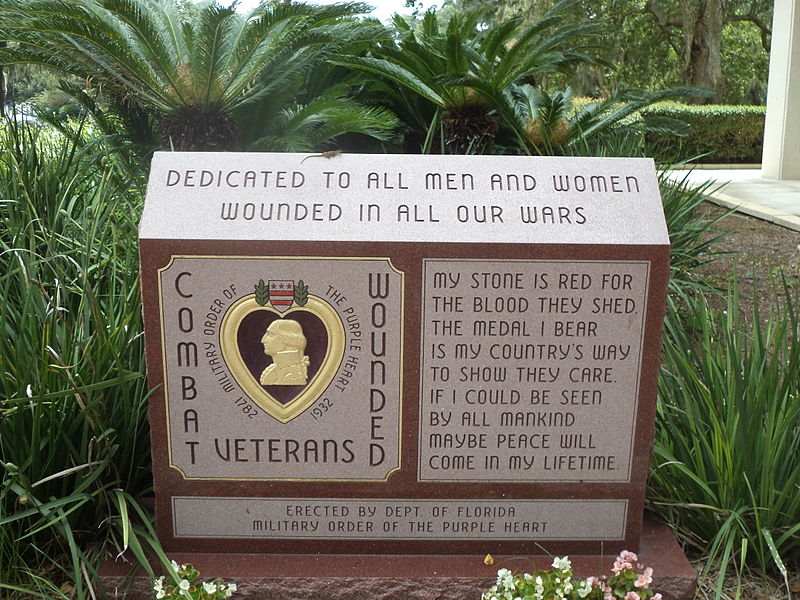 DEDICATED TO ALL MEN AND WOMEN
WOUNDED IN ALL OUR WARS
COMBAT
WOUNDED
VETERANS
MILITARY ORDER OF
THE PURPLE HEART
1782
1932
MY STONE IS RED FOR
THE BLOOD THEY SHED.
THE MEDAL I BEAR
IS MY COUNTRY'S WAY
TO SHOW THEY CARE.
IF I COULD BE SEEN
BY ALL MANKIND
MAYBE PEACE WILL
COME IN MY LIFETIME.
ERECTED BY DEPT. OF FLORIDA
MILITARY ORDER OF THE PURPLE HEART